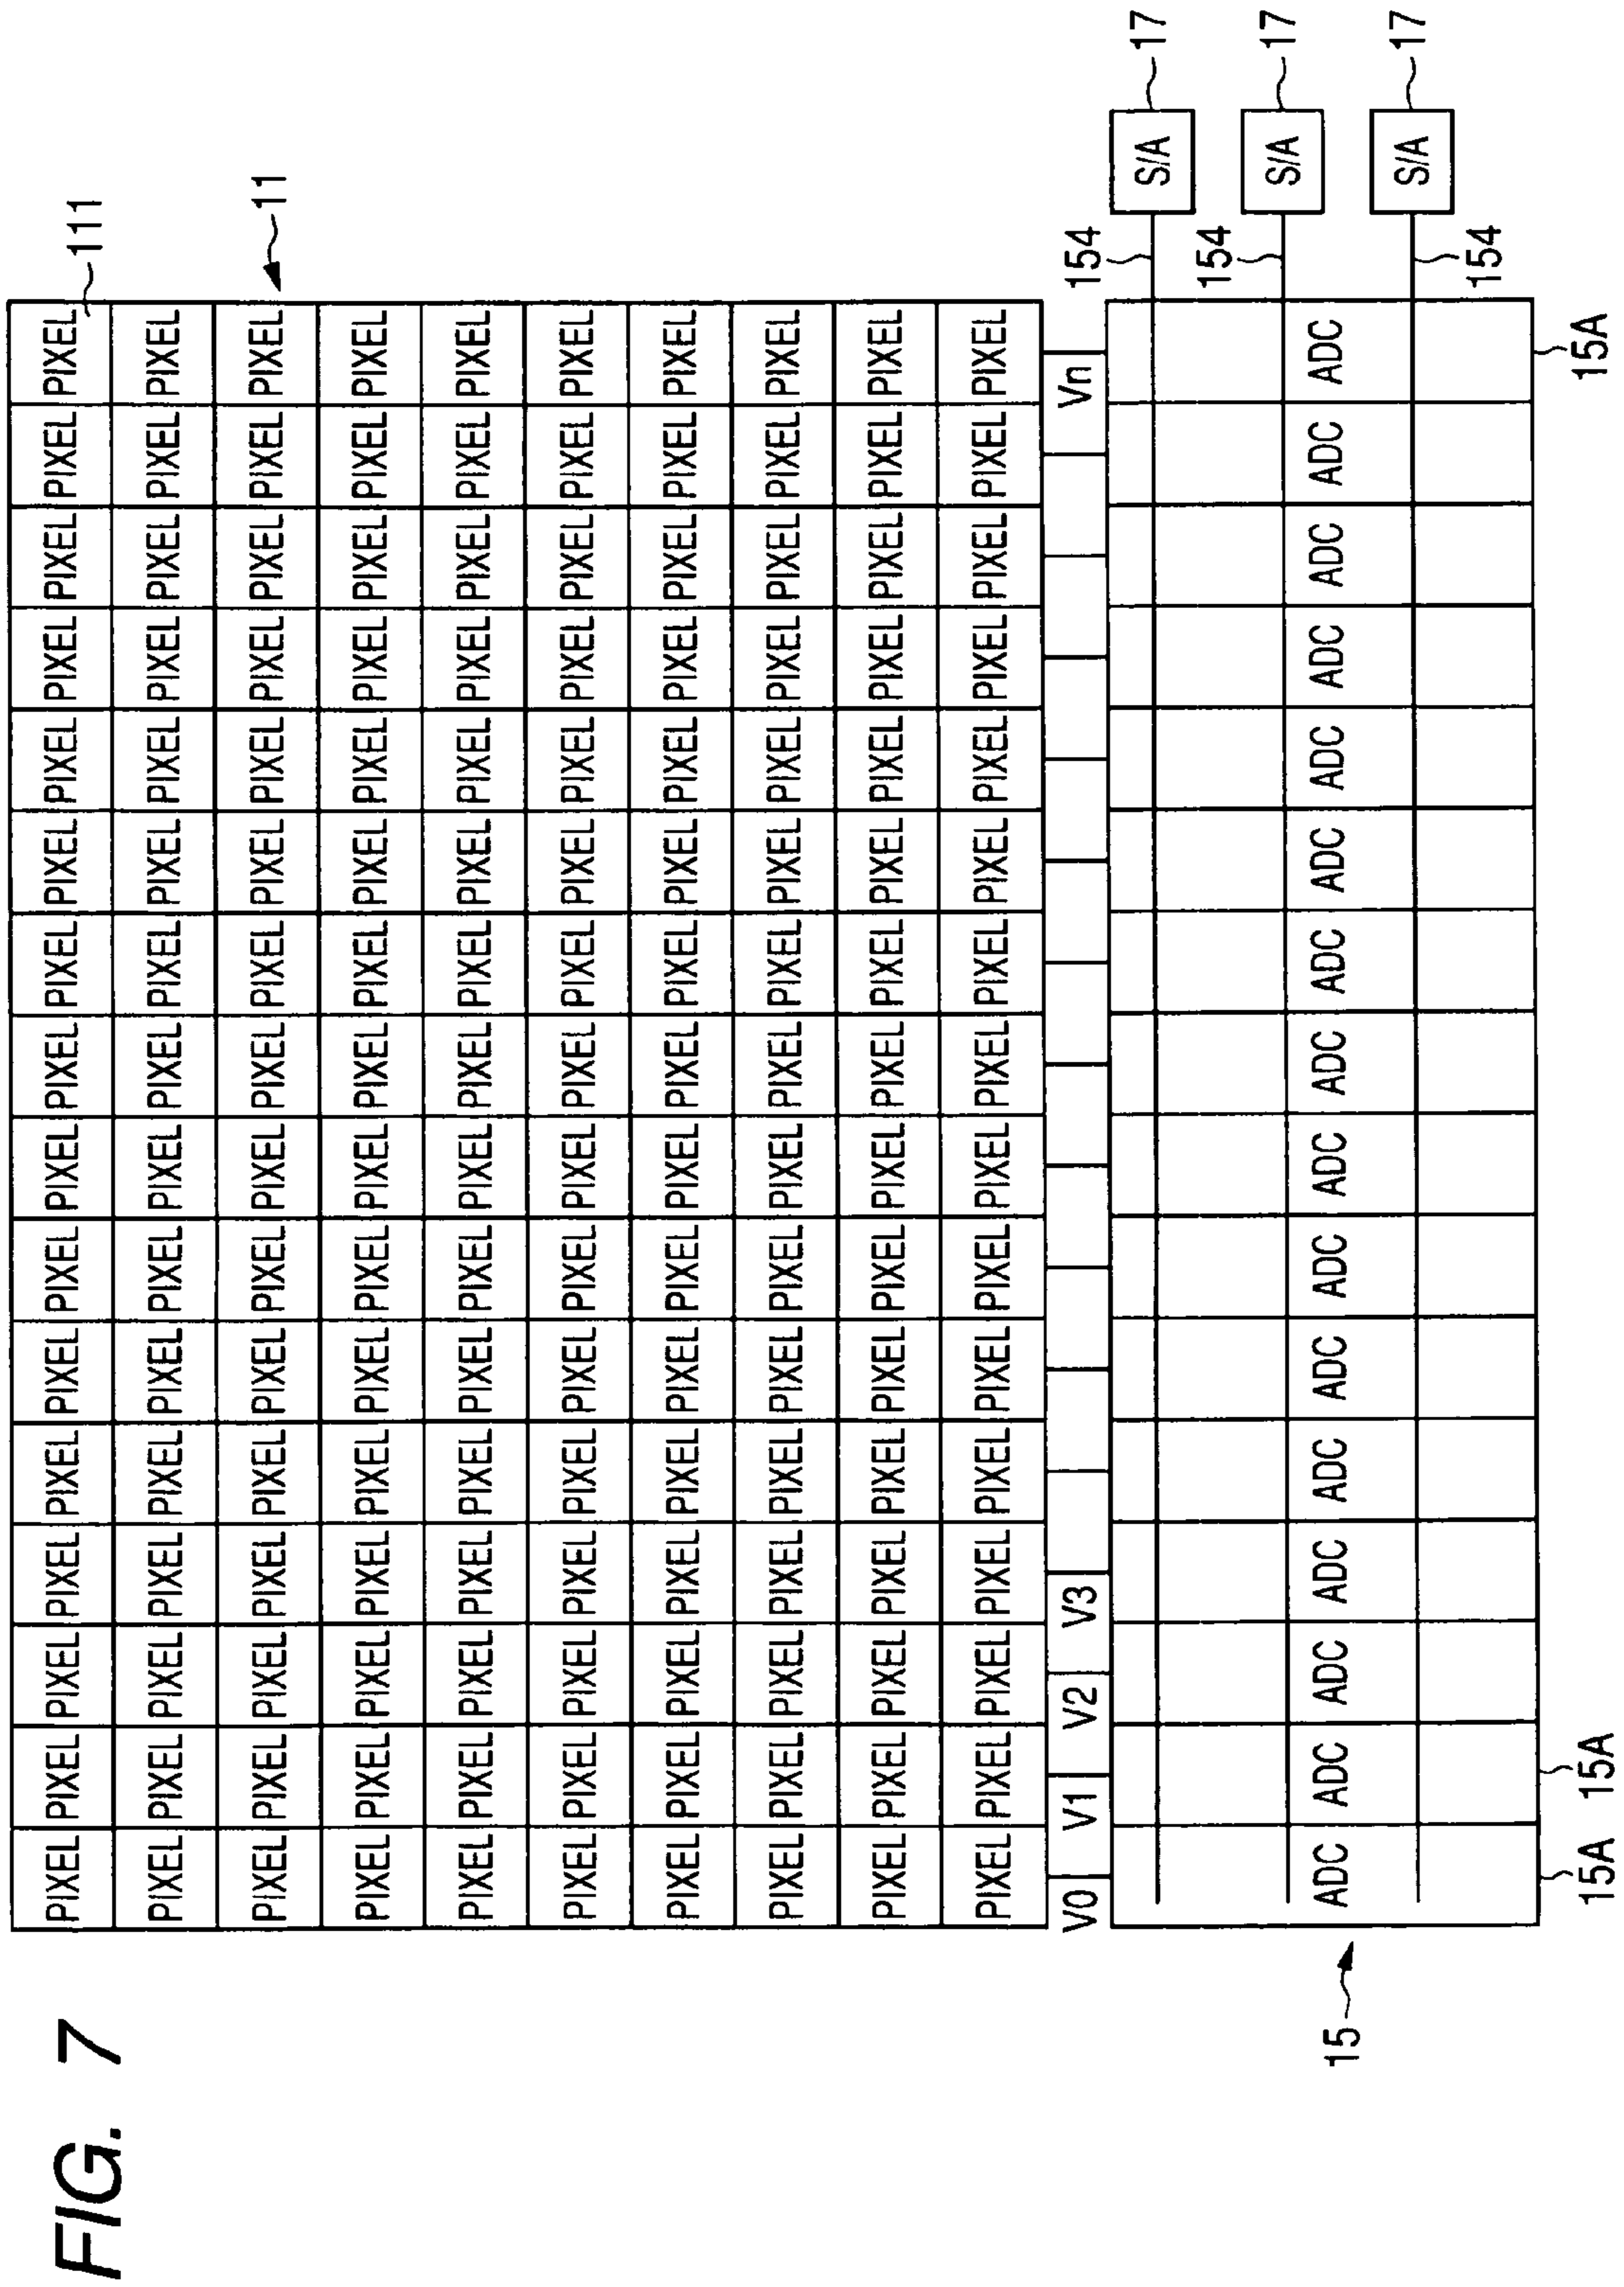 FIG. 7
111
PIXEL PIXEL PIXEL PIXEL PIXEL PIXEL PIXEL PIXEL PIXEL PIXEL PIXEL PIXEL PIXEL PIXEL PIXEL PIXEL
PIXEL PIXEL PIXEL PIXEL PIXEL PIXEL PIXEL PIXEL PIXEL PIXEL PIXEL PIXEL PIXEL PIXEL PIXEL PIXEL
PIXEL PIXEL PIXEL PIXEL PIXEL PIXEL PIXEL PIXEL PIXEL PIXEL PIXEL PIXEL PIXEL PIXEL PIXEL PIXEL
11
PIXEL PIXEL PIXEL PIXEL PIXEL PIXEL PIXEL PIXEL PIXEL PIXEL PIXEL PIXEL PIXEL PIXEL PIXEL PIXEL
PIXEL PIXEL PIXEL PIXEL PIXEL PIXEL PIXEL PIXEL PIXEL PIXEL PIXEL PIXEL PIXEL PIXEL PIXEL PIXEL
PIXEL PIXEL PIXEL PIXEL PIXEL PIXEL PIXEL PIXEL PIXEL PIXEL PIXEL PIXEL PIXEL PIXEL PIXEL PIXEL
PIXEL PIXEL PIXEL PIXEL PIXEL PIXEL PIXEL PIXEL PIXEL PIXEL PIXEL PIXEL PIXEL PIXEL PIXEL PIXEL
PIXEL PIXEL PIXEL PIXEL PIXEL PIXEL PIXEL PIXEL PIXEL PIXEL PIXEL PIXEL PIXEL PIXEL PIXEL PIXEL
PIXEL PIXEL PIXEL PIXEL PIXEL PIXEL PIXEL PIXEL PIXEL PIXEL PIXEL PIXEL PIXEL PIXEL PIXEL PIXEL
PIXEL PIXEL PIXEL PIXEL PIXEL PIXEL PIXEL PIXEL PIXEL PIXEL PIXEL PIXEL PIXEL PIXEL PIXEL PIXEL
V0 V1 V2 V3 Vn
154
S/A 17
154
S/A 17
15
ADC ADC ADC ADC ADC ADC ADC ADC ADC ADC ADC ADC ADC ADC ADC ADC
S/A 17
154
15A 15A 15A